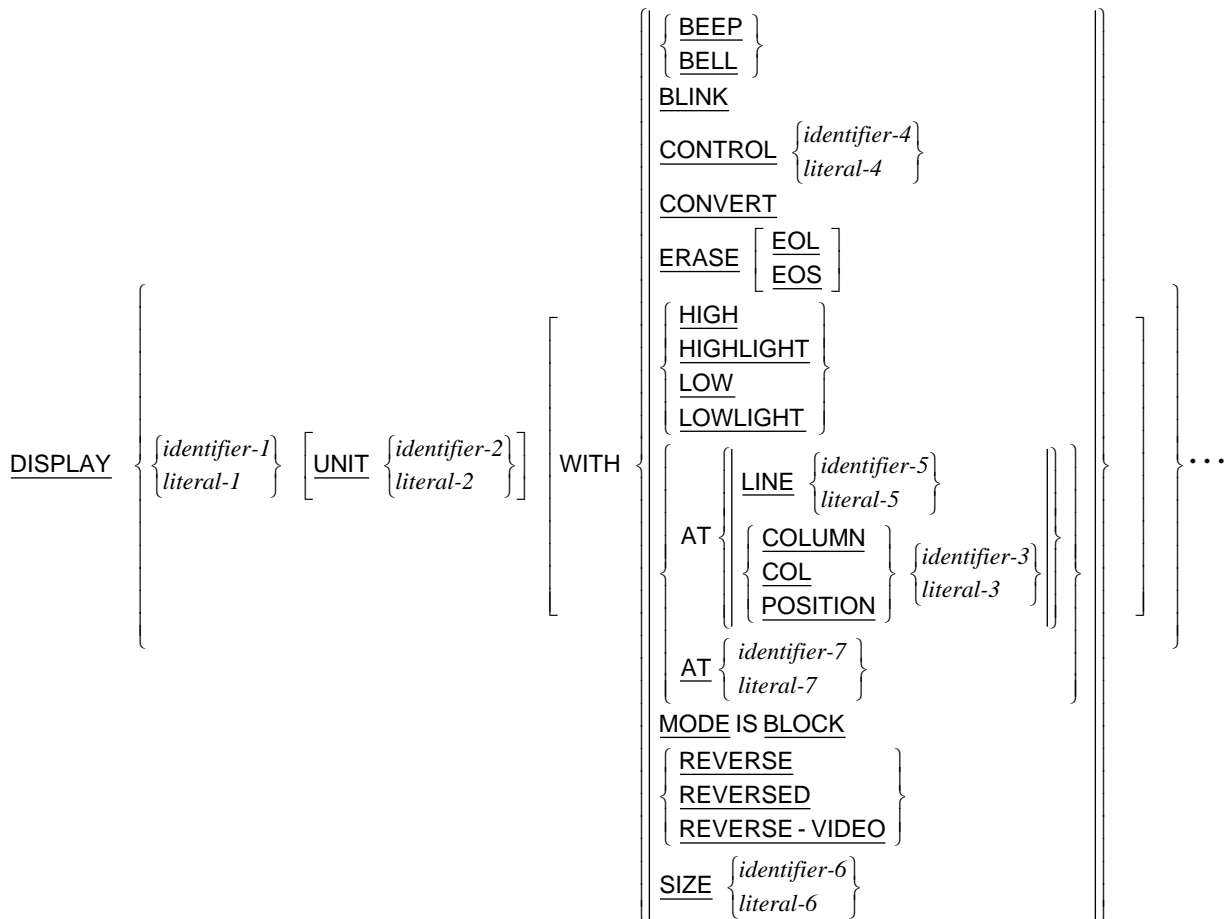 BEEP
BELL
BLINK
CONTROL identifier-4
literal-4
CONVERT
ERASE EOL
EOS
HIGH
HIGHLIGHT
LOW
LOWLIGHT
DISPLAY identifier-1 UNIT identifier-2 WITH
literal-1 literal-2
...
AT LINE identifier-5
literal-5
COLUMN
COL
POSITION
identifier-3
literal-3
AT identifier-7
literal-7
MODE IS BLOCK
REVERSE
REVERSED
REVERSE - VIDEO
SIZE identifier-6
literal-6